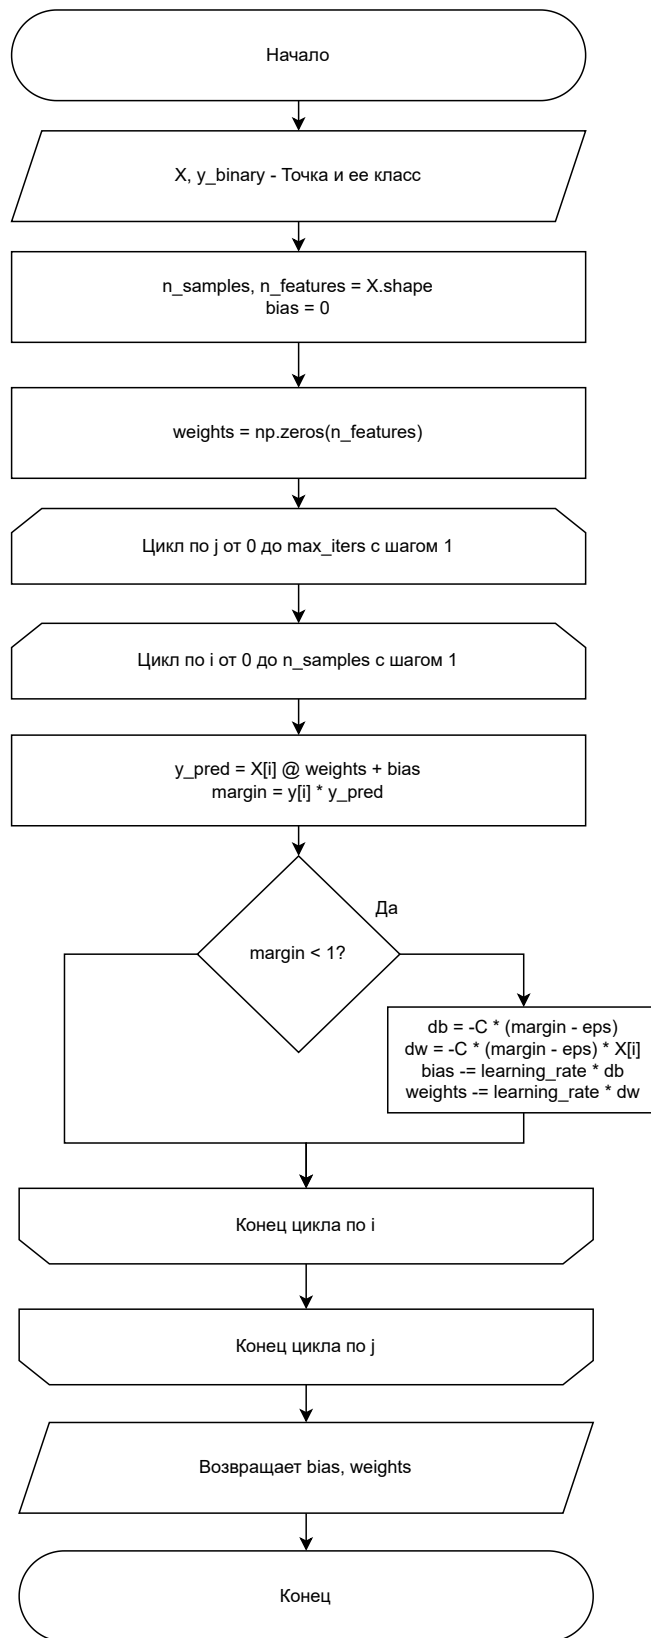 Начало
X, y_binary - Точка и ее класс
n_samples, n_features = X.shape
bias = 0
weights = np.zeros(n_features)
Цикл по j от 0 до max_iters с шагом 1
Цикл по i от 0 до n_samples с шагом 1
y_pred = X[i] @ weights + bias
margin = y[i] * y_pred
Да
margin < 1?
db = -C * (margin - eps)
dw = -C * (margin - eps) * X[i]
bias -= learning_rate * db
weights -= learning_rate * dw
Конец цикла по i
Конец цикла по j
Возвращает bias, weights
Конец